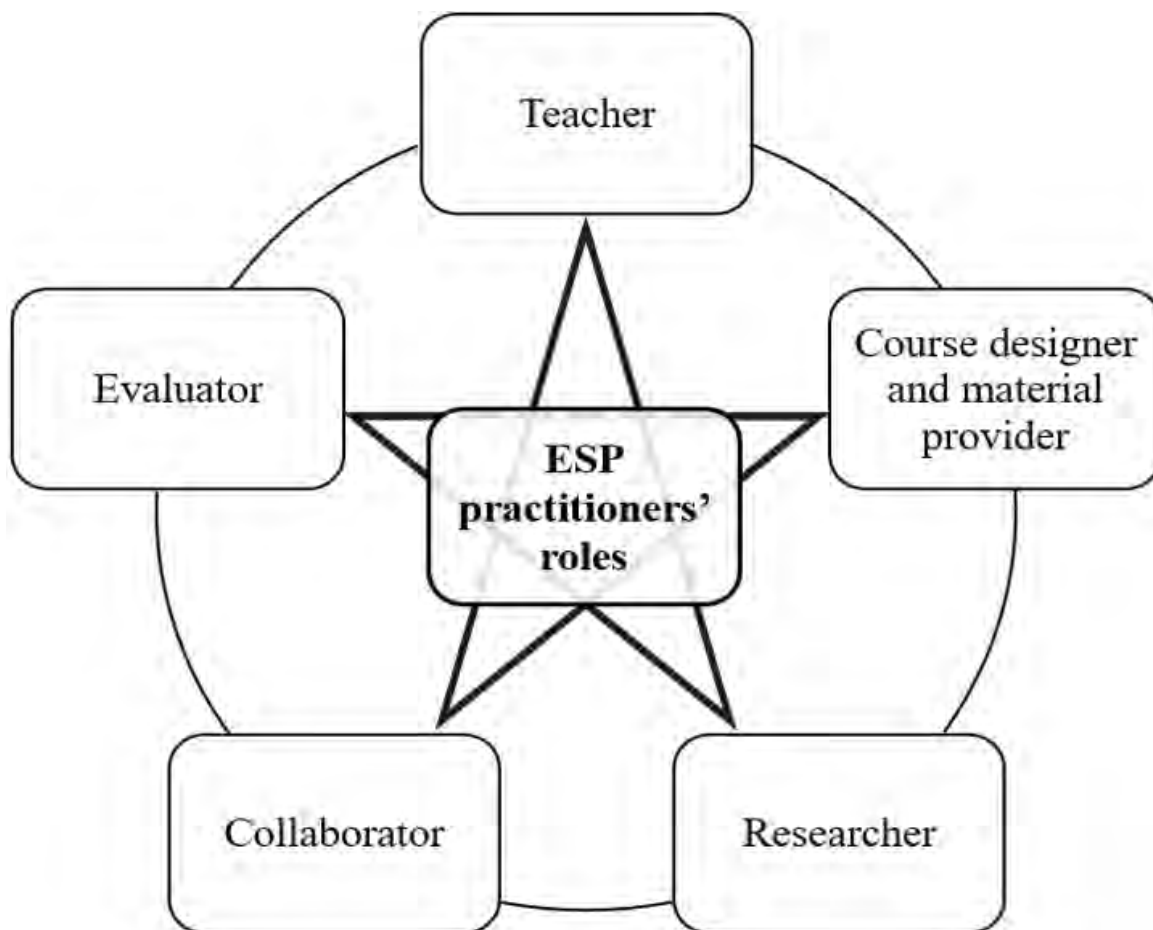 Teacher
Evaluator
Course designer
and material
provider
ESP
practitioners’
roles
Collaborator
Researcher